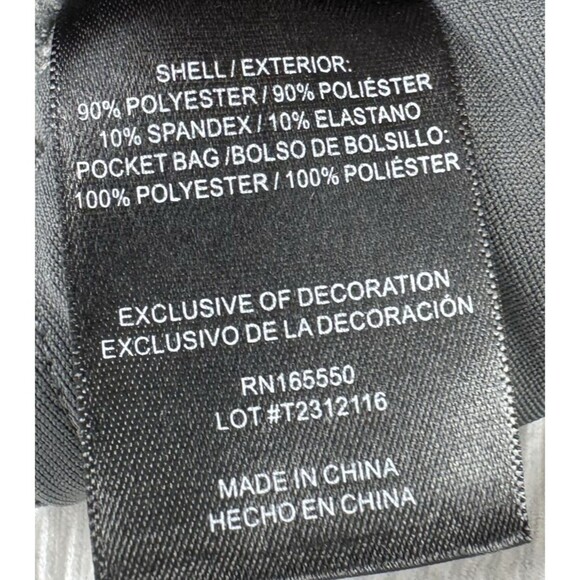 SHELL / EXTERIOR:
90% POLYESTER / 90% POLIÉSTER
10% SPANDEX / 10% ELASTANO
POCKET BAG /BOLSO DE BOLSILLO:
100% POLYESTER / 100% POLIÉSTER
EXCLUSIVE OF DECORATION
EXCLUSIVO DE LA DECORACIÓN
RN165550
LOT #T2312116
MADE IN CHINA
HECHO EN CHINA